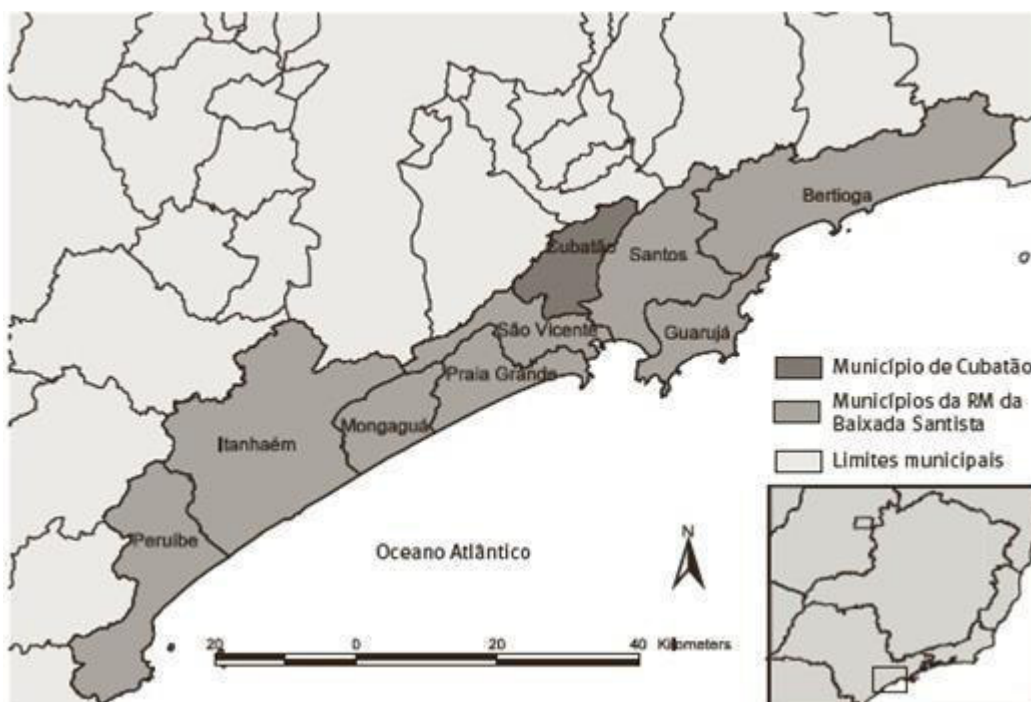 Bertioga
Cubatão
Santos
São Vicente
Guarujá
Praia Grande
Mongaguá
Itanhaém
Peruíbe
Município de Cubatão
Municípios da RM da
Baixada Santista
Limites municipais
Oceano Atlântico
N
20 0 20 40 Kilometers